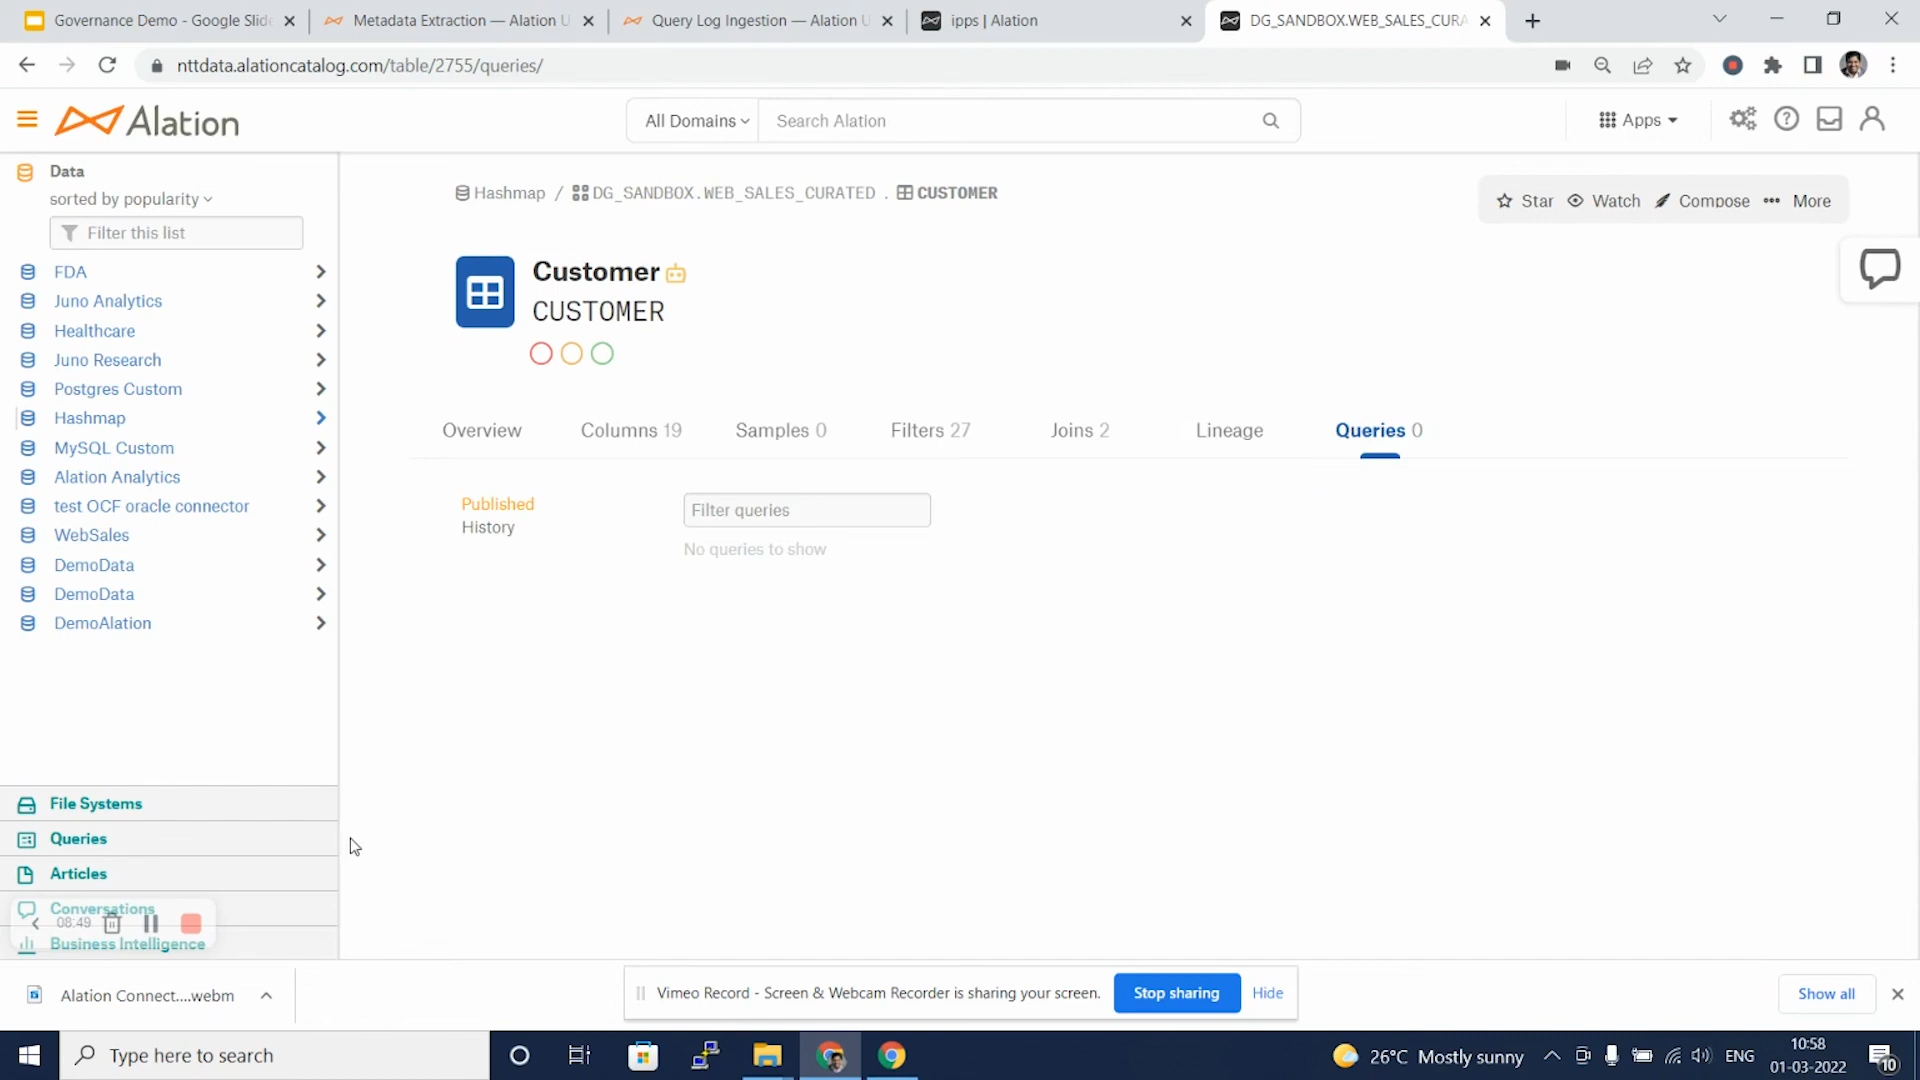 Governance Demo - Google Slide
Metadata Extraction — Alation U
Query Log Ingestion — Alation U
ipps | Alation
DG_SANDBOX.WEB_SALES_CURA
nttdata.alationcatalog.com/table/2755/queries/
Alation
All Domains
Search Alation
Apps
Data
sorted by popularity
Filter this list
FDA
Juno Analytics
Healthcare
Juno Research
Postgres Custom
Hashmap
MySQL Custom
Alation Analytics
test OCF oracle connector
WebSales
DemoData
DemoData
DemoAlation
File Systems
Queries
Articles
Conversations
08:49
Business Intelligence
Hashmap / DG_SANDBOX.WEB_SALES_CURATED . CUSTOMER
Star
Watch
Compose
More
Customer
CUSTOMER
Overview
Columns 19
Samples 0
Filters 27
Joins 2
Lineage
Queries 0
Published
History
Filter queries
No queries to show
Alation Connect....webm
Vimeo Record - Screen & Webcam Recorder is sharing your screen.
Stop sharing
Hide
Show all
Type here to search
26°C Mostly sunny
ENG
10:58
01-03-2022
10